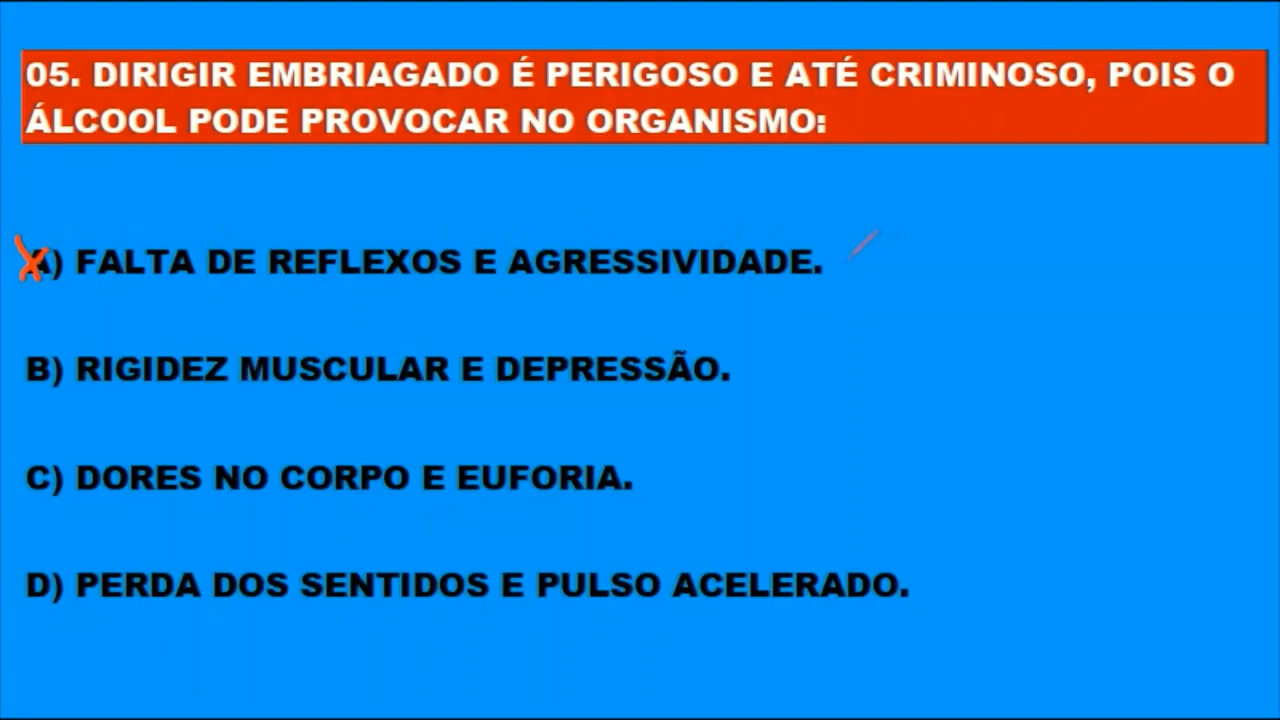 05. DIRIGIR EMBRIAGADO É PERIGOSO E ATÉ CRIMINOSO, POIS O
ÁLCOOL PODE PROVOCAR NO ORGANISMO:
A) FALTA DE REFLEXOS E AGRESSIVIDADE.
B) RIGIDEZ MUSCULAR E DEPRESSÃO.
C) DORES NO CORPO E EUFORIA.
D) PERDA DOS SENTIDOS E PULSO ACELERADO.